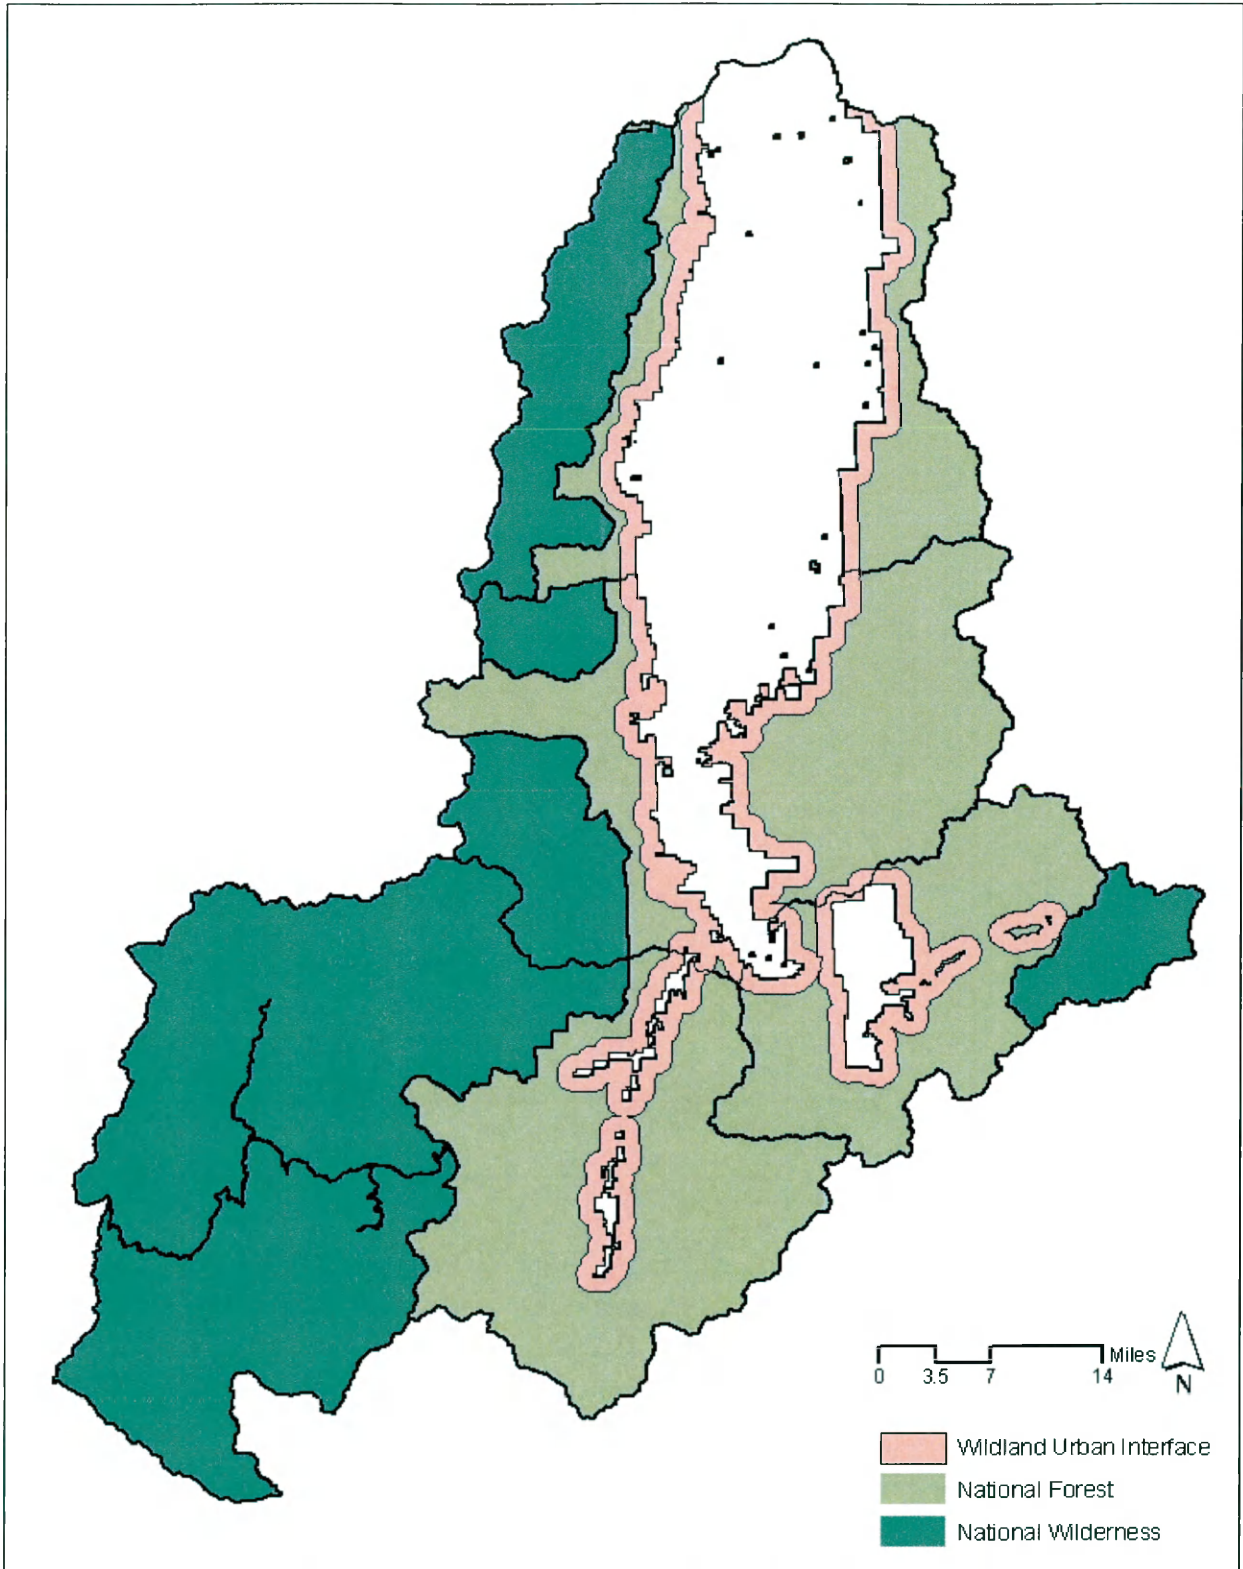 Miles
0 3.5 7 14
N
Wildland Urban Interface
National Forest
National Wilderness